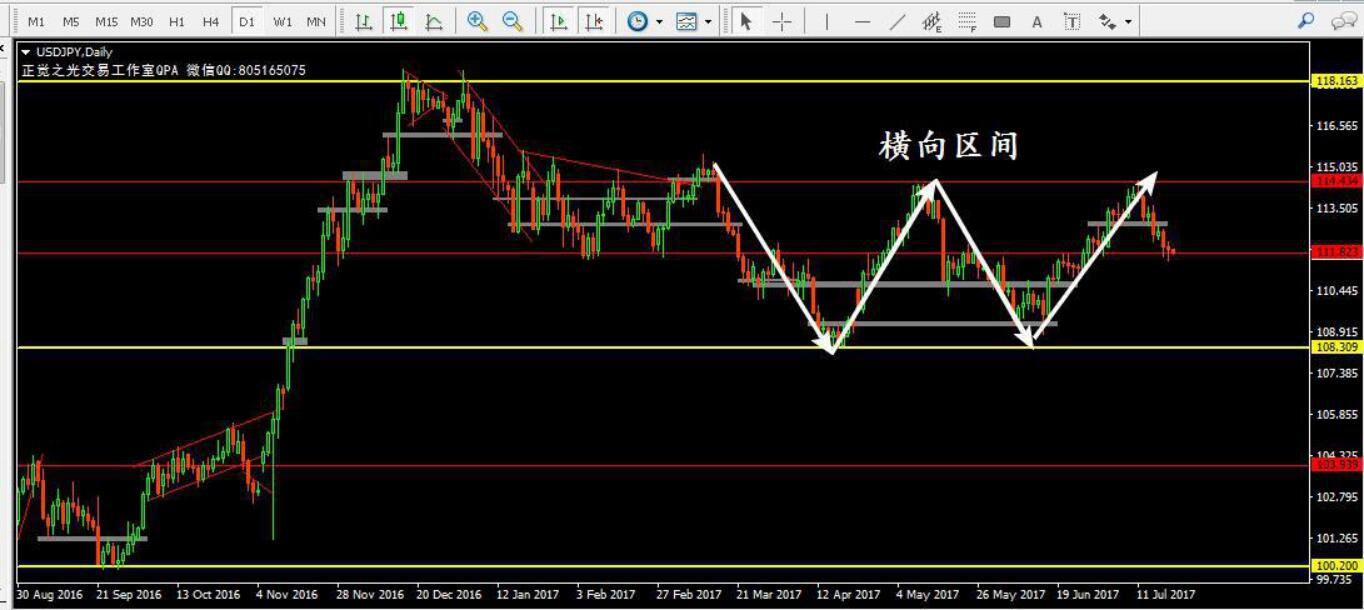 M1 M5 M15 M30 H1 H4 D1 W1 MN
E F A T
USDJPY,Daily
正觉之光交易工作室QPA 微信QQ:805165075
横向区间
118.163
116.565
115.035
114.434
113.505
111.823
110.445
108.915
108.309
107.385
105.855
104.325
103.939
102.795
101.265
100.200
99.735
30 Aug 2016 21 Sep 2016 13 Oct 2016 4 Nov 2016 28 Nov 2016 20 Dec 2016 12 Jan 2017 3 Feb 2017 27 Feb 2017 21 Mar 2017 12 Apr 2017 4 May 2017 26 May 2017 19 Jun 2017 11 Jul 2017